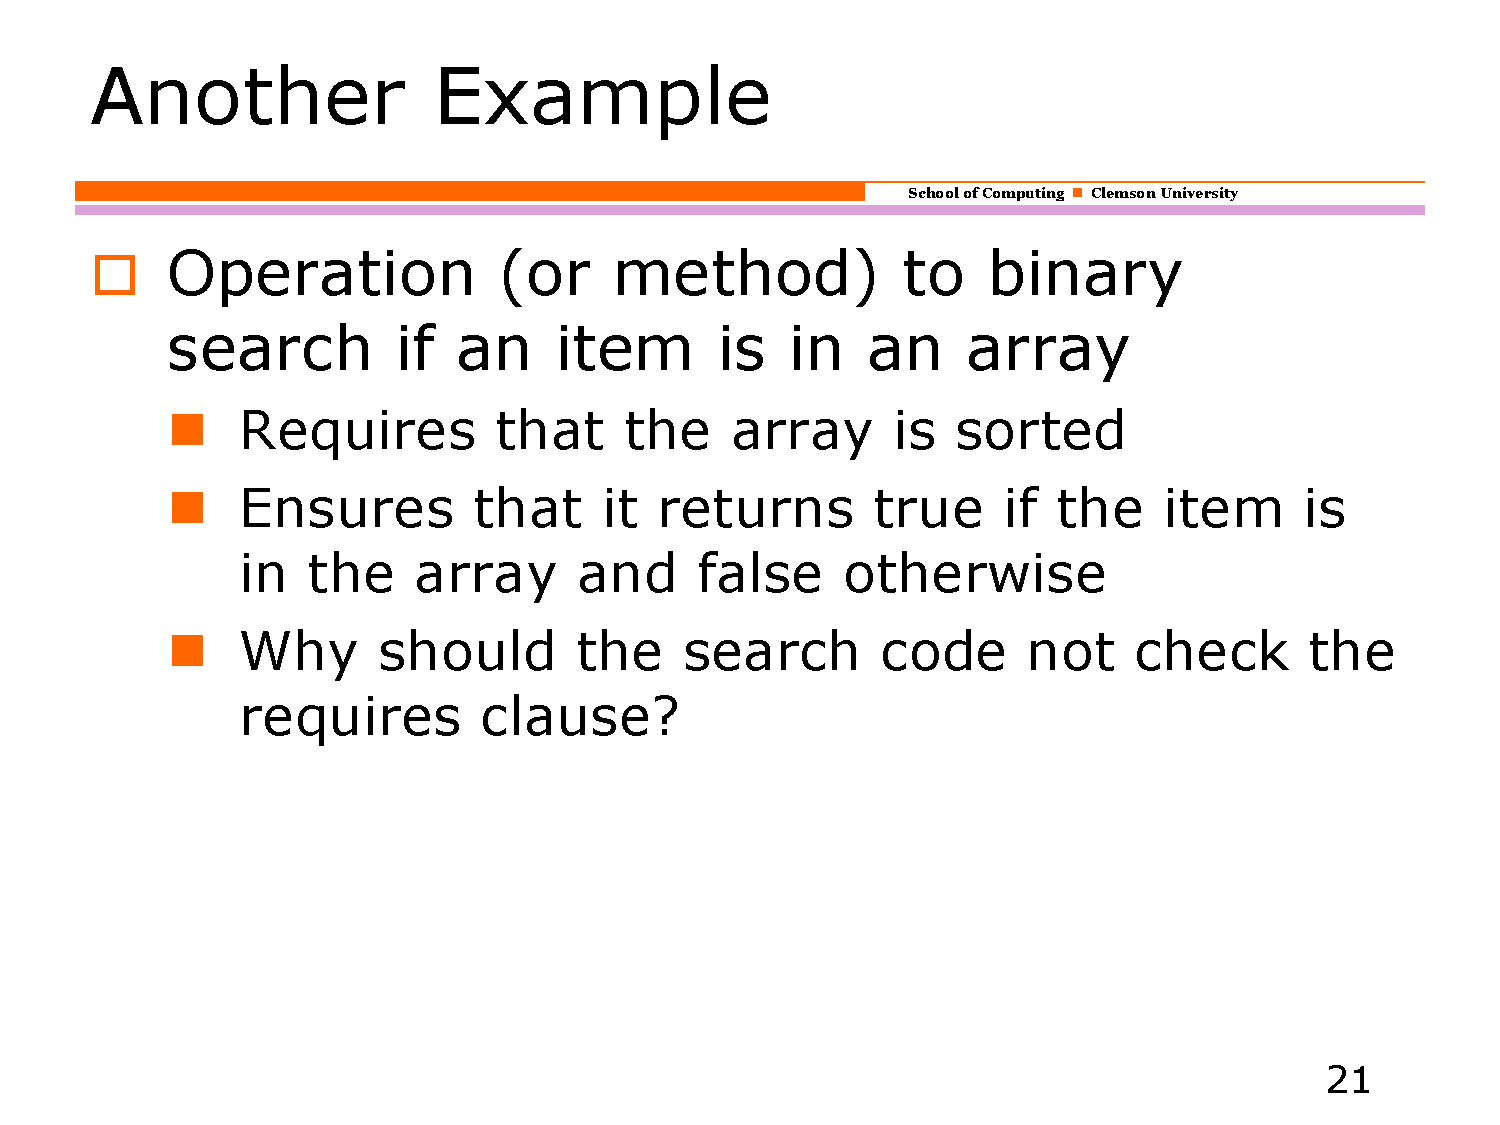 Another Example
School of Computing ■ Clemson University
□ Operation (or method) to binary
search if an item is in an array
■ Requires that the array is sorted
■ Ensures that it returns true if the item is
in the array and false otherwise
■ Why should the search code not check the
requires clause?
21